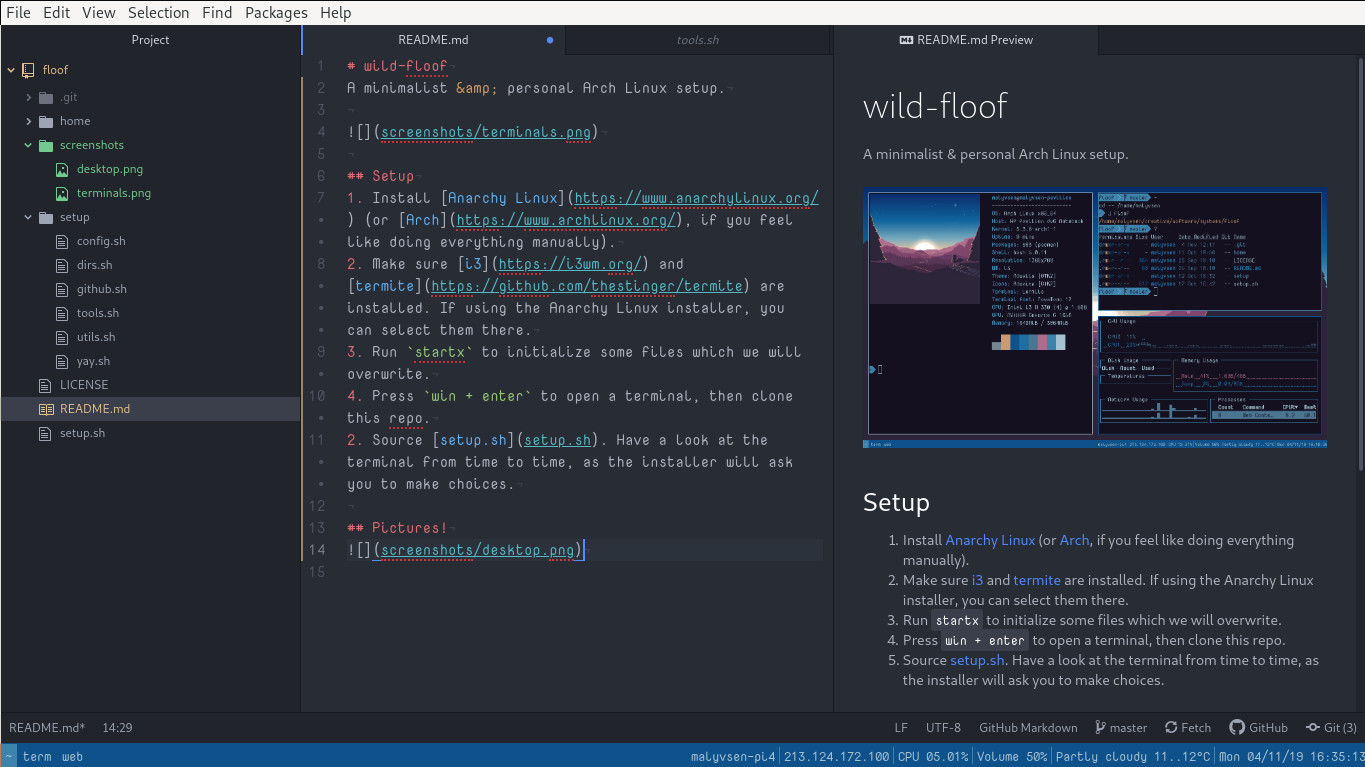 File Edit View Selection Find Packages Help
Project
floof
.git
home
screenshots
desktop.png
terminals.png
setup
config.sh
dirs.sh
github.sh
tools.sh
utils.sh
yay.sh
LICENSE
README.md
setup.sh
README.md tools.sh
1 # wild-floof
2 A minimalist &amp; personal Arch Linux setup.
3
4 ![](screenshots/terminals.png)
5
6 ## Setup
7 1. Install [Anarchy Linux](https://www.anarchylinux.org/
) (or [Arch](https://www.archlinux.org/), if you feel
like doing everything manually).
8 2. Make sure [i3](https://i3wm.org/) and
[termite](https://github.com/thestinger/termite) are
installed. If using the Anarchy Linux installer, you
can select them there.
9 3. Run `startx` to initialize some files which we will
overwrite.
10 4. Press `win + enter` to open a terminal, then clone
this repo.
11 2. Source [setup.sh](setup.sh). Have a look at the
terminal from time to time, as the installer will ask
you to make choices.
12
13 ## Pictures!
14 ![](screenshots/desktop.png)
15
README.md Preview
wild-floof
A minimalist & personal Arch Linux setup.
OS: Arch Linux x86_64
Memory Usage
Disk Usage
Temperatures
Network Usage
Processes
Setup
1. Install Anarchy Linux (or Arch, if you feel like doing everything
manually).
2. Make sure i3 and termite are installed. If using the Anarchy Linux
installer, you can select them there.
3. Run startx to initialize some files which we will overwrite.
4. Press win + enter to open a terminal, then clone this repo.
5. Source setup.sh. Have a look at the terminal from time to time, as
the installer will ask you to make choices.
README.md* 14:29 LF UTF-8 GitHub Markdown master Fetch GitHub Git (3)
~ term web malyvsen-pi4 213.124.172.100 CPU 05.01% Volume 50% Partly cloudy 11..12°C Mon 04/11/19 16:35:13